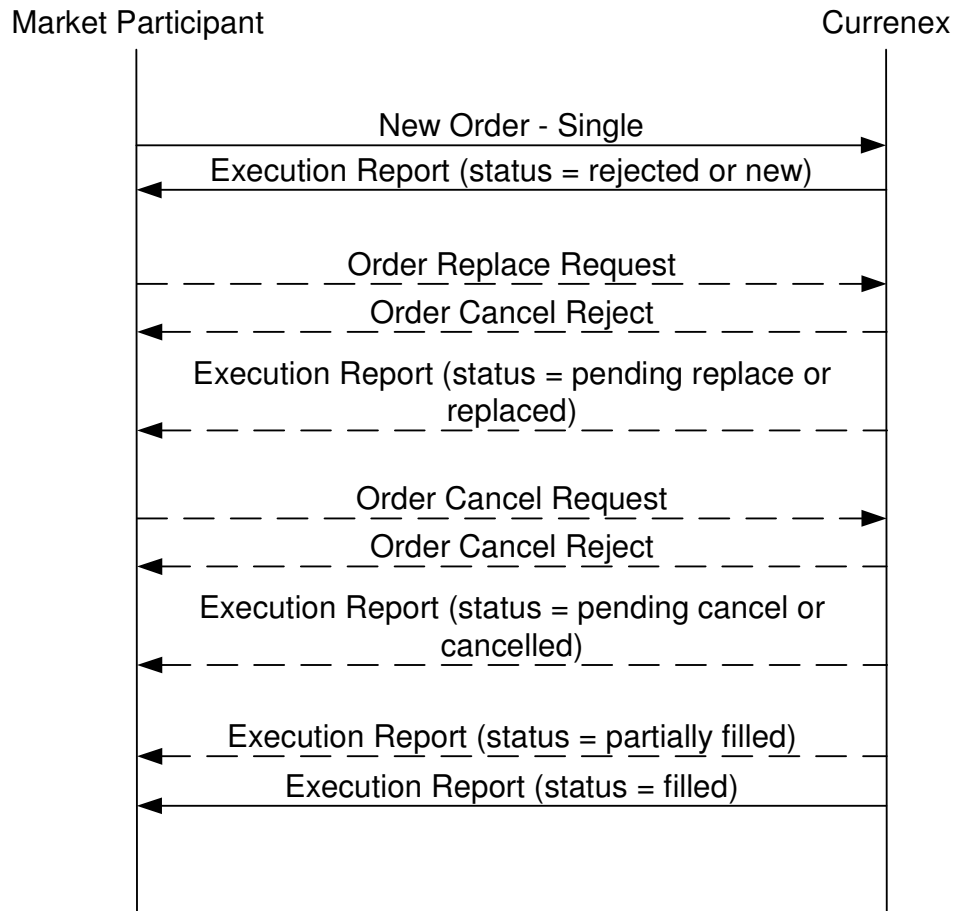 Market Participant
Currenex
New Order - Single
Execution Report (status = rejected or new)
Order Replace Request
Order Cancel Reject
Execution Report (status = pending replace or
replaced)
Order Cancel Request
Order Cancel Reject
Execution Report (status = pending cancel or
cancelled)
Execution Report (status = partially filled)
Execution Report (status = filled)